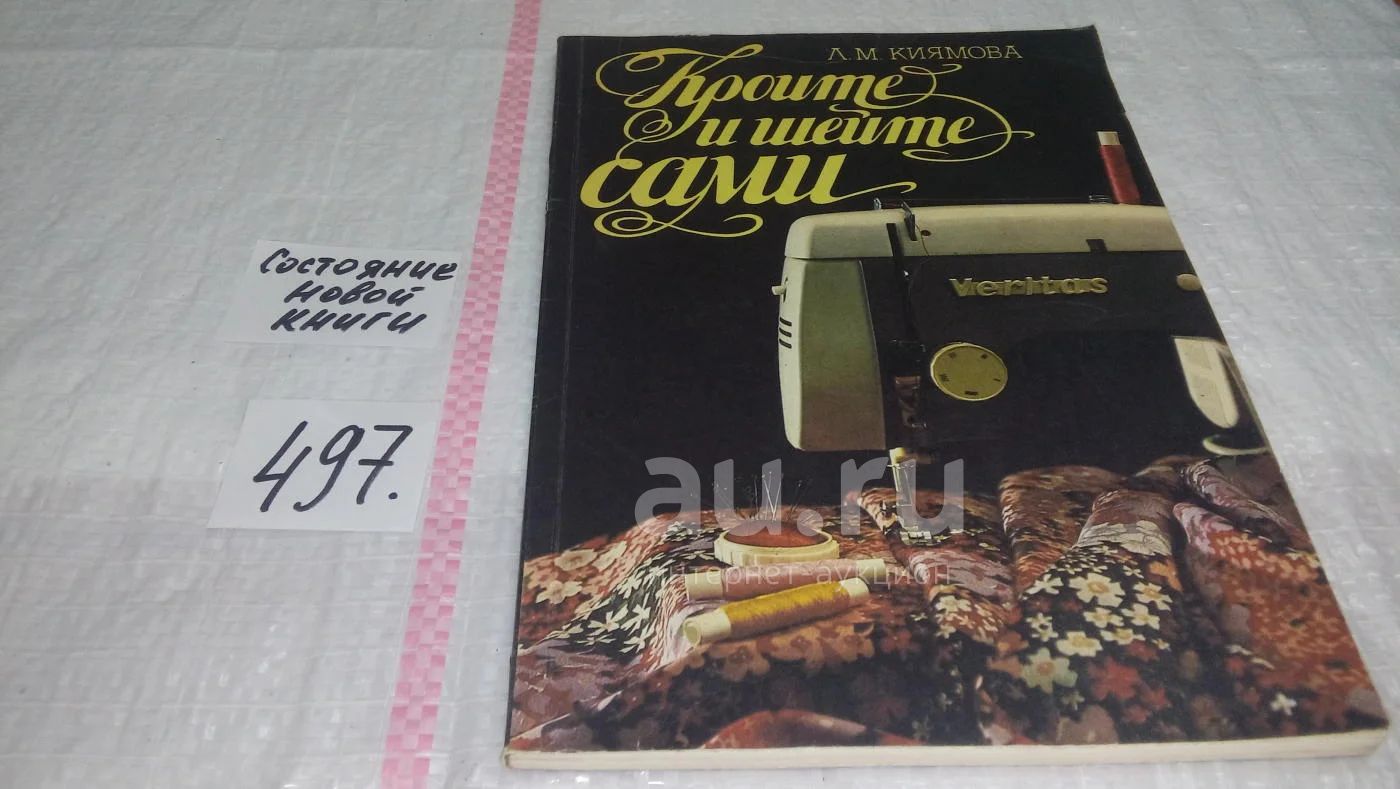 Л. М. КИЯМОВА
Кроите
и шейте
сами
Veritas
Состояние
новой
книги
497.
au.ru
интернет-аукцион